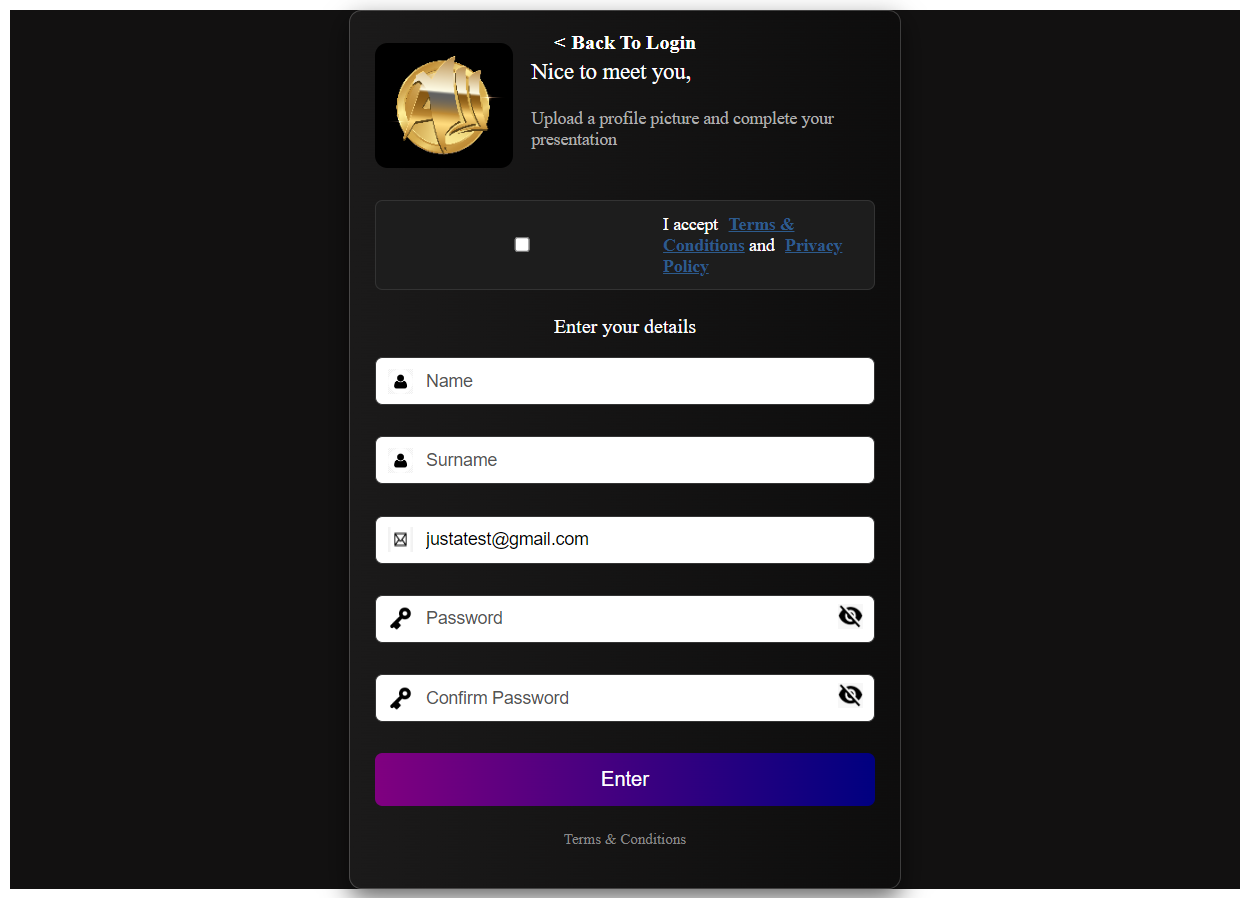 < Back To Login
Nice to meet you,
Upload a profile picture and complete your
presentation
I accept Terms &
Conditions and Privacy
Policy
Enter your details
Name
Surname
justatest@gmail.com
Password
Confirm Password
Enter
Terms & Conditions